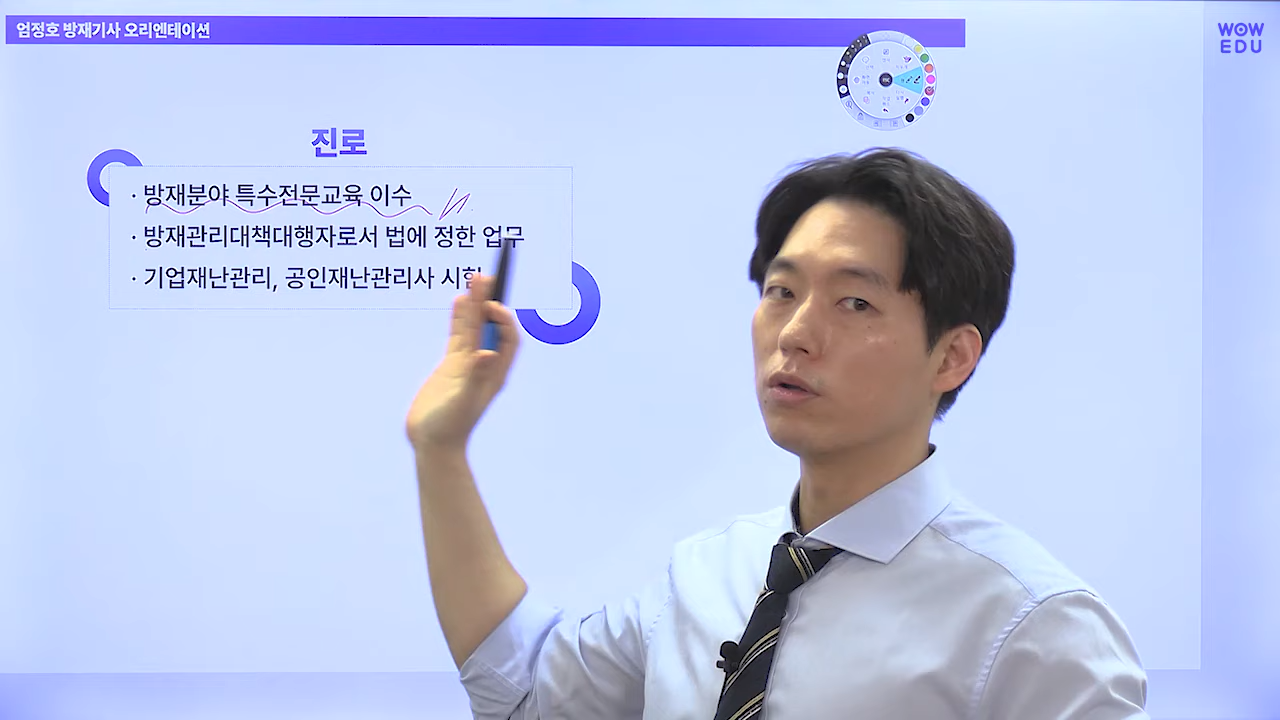 엄정호 방재기사 오리엔테이션
WOW
EDU
진로
· 방재분야 특수전문교육 이수
· 방재관리대책대행자로서 법에 정한 업무
· 기업재난관리, 공인재난관리사 시험